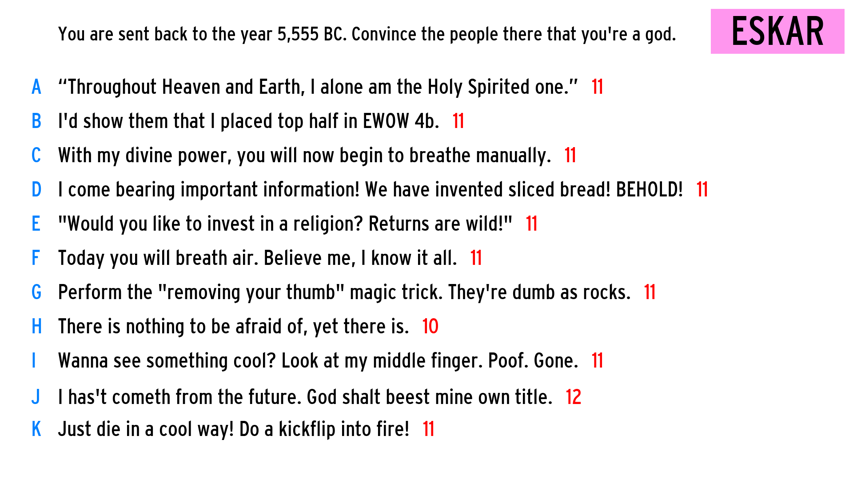 You are sent back to the year 5,555 BC. Convince the people there that you're a god.
ESKAR
A “Throughout Heaven and Earth, I alone am the Holy Spirited one.” 11
B I'd show them that I placed top half in EWOW 4b. 11
C With my divine power, you will now begin to breathe manually. 11
D I come bearing important information! We have invented sliced bread! BEHOLD! 11
E "Would you like to invest in a religion? Returns are wild!" 11
F Today you will breath air. Believe me, I know it all. 11
G Perform the "removing your thumb" magic trick. They're dumb as rocks. 11
H There is nothing to be afraid of, yet there is. 10
I Wanna see something cool? Look at my middle finger. Poof. Gone. 11
J I has't cometh from the future. God shalt beest mine own title. 12
K Just die in a cool way! Do a kickflip into fire! 11